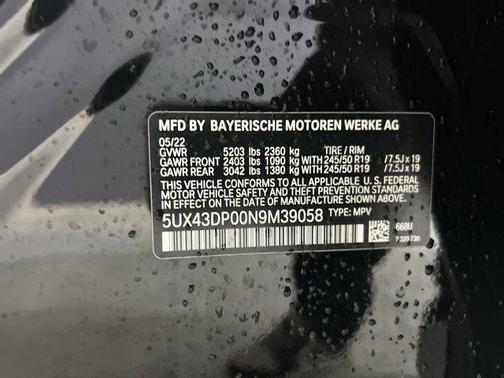 MFD BY BAYERISCHE MOTOREN WERKE AG
05/22
GVWR 5203 lbs 2360 kg TIRE / RIM
GAWR FRONT 2403 lbs 1090 kg WITH 245/50 R19 /7.5J x 19
GAWR REAR 3042 lbs 1380 kg WITH 245/50 R19 /7.5J x 19
THIS VEHICLE CONFORMS TO ALL APPLICABLE U.S. FEDERAL
MOTOR VEHICLE SAFETY AND THEFT PREVENTION STANDARDS
IN EFFECT ON THE DATE OF MANUFACTURE SHOWN ABOVE.
5UX43DP00N9M39058 TYPE: MPV
668U
7 320 730